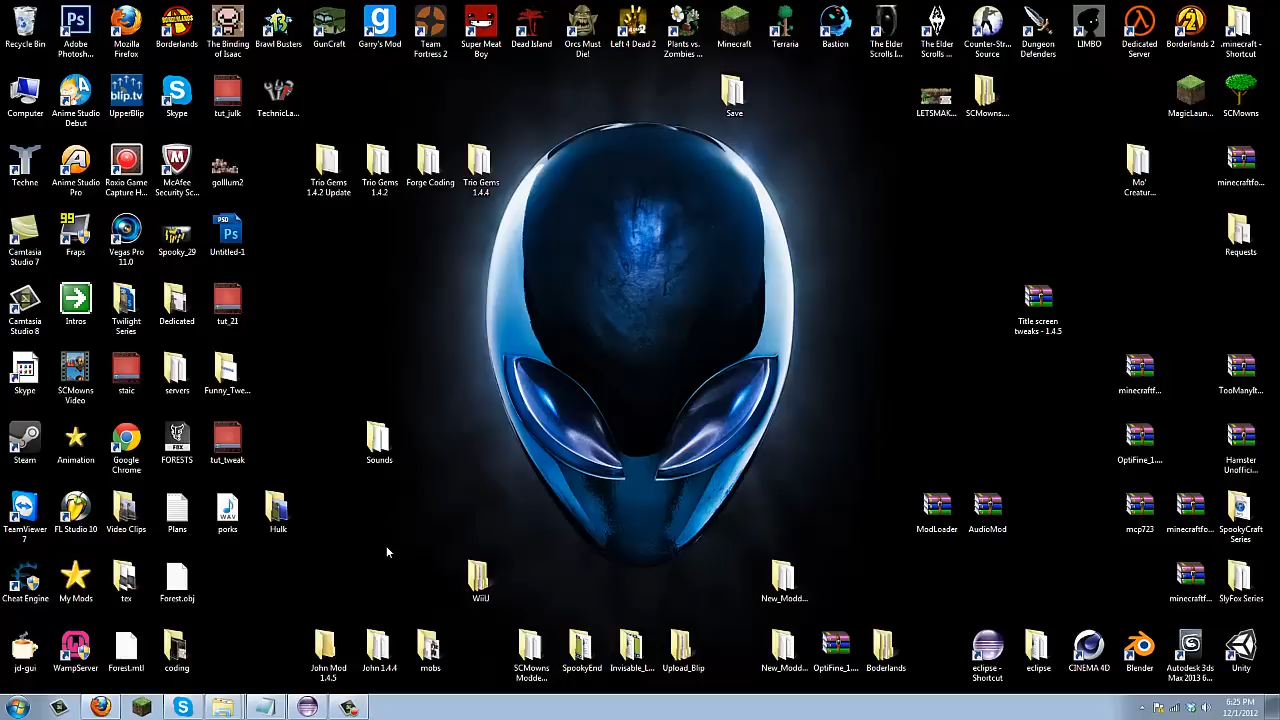 Recycle Bin
Adobe Photosh...
Mozilla Firefox
Borderlands
The Binding of Isaac
Brawl Busters
GunCraft
Garry's Mod
Team Fortress 2
Super Meat Boy
Dead Island
Orcs Must Die!
Left 4 Dead 2
Plants vs. Zombies ...
Minecraft
Terraria
Bastion
The Elder Scrolls I...
The Elder Scrolls ...
Counter-Str... Source
Dungeon Defenders
LIMBO
Dedicated Server
Borderlands 2
.minecraft - Shortcut
Computer
Anime Studio Debut
UpperBlip
Skype
tut_julk
TechnicLa...
Save
LETSMAK...
SCMowns....
MagicLaun...
SCMowns
Techne
Anime Studio Pro
Roxio Game Capture H...
McAfee Security Sc...
golllum2
Trio Gems 1.4.2 Update
Trio Gems 1.4.2
Forge Coding
Trio Gems 1.4.4
Mo' Creatur...
minecraftfo...
Camtasia Studio 7
99
Fraps
Vegas Pro 11.0
Spooky_29
PSD
Untitled-1
Requests
Camtasia Studio 8
Intros
Twilight Series
Dedicated
tut_21
Title screen tweaks - 1.4.5
Skype
SCMowns Video
staic
servers
Funny_Twe...
minecraftf...
TooManyIt...
Steam
Animation
Google Chrome
FORESTS
tut_tweak
Sounds
OptiFine_1....
Hamster Unoffici...
TeamViewer 7
FL Studio 10
Video Clips
Plans
porks
Hulk
ModLoader
AudioMod
mcp723
minecraftfo...
SpookyCraft Series
Cheat Engine
My Mods
tex
Forest.obj
WiiU
New_Modd...
minecraftf...
SlyFox Series
jd-gui
WampServer
Forest.mtl
coding
John Mod 1.4.5
John 1.4.4
mobs
SCMowns Modde...
SpookyEnd
Invisable_L...
Upload_Blip
New_Modd...
OptiFine_1....
Boderlands
eclipse - Shortcut
eclipse
CINEMA 4D
Blender
Autodesk 3ds Max 2013 6...
Unity
6:25 PM
12/1/2012